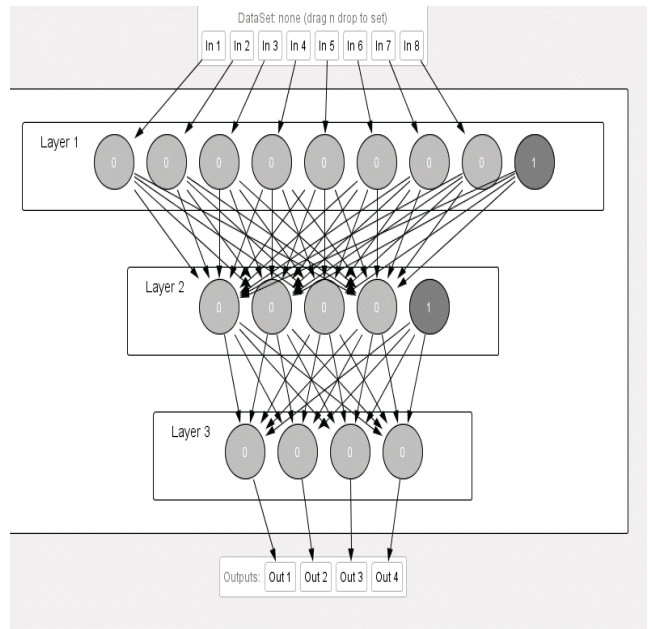 DataSet: none (drag n drop to set)
In 1 In 2 In 3 In 4 In 5 In 6 In 7 In 8
Layer 1
0 0 0 0 0 0 0 0 1
Layer 2
0 0 0 0 1
Layer 3
0 0 0 0
Outputs: Out 1 Out 2 Out 3 Out 4